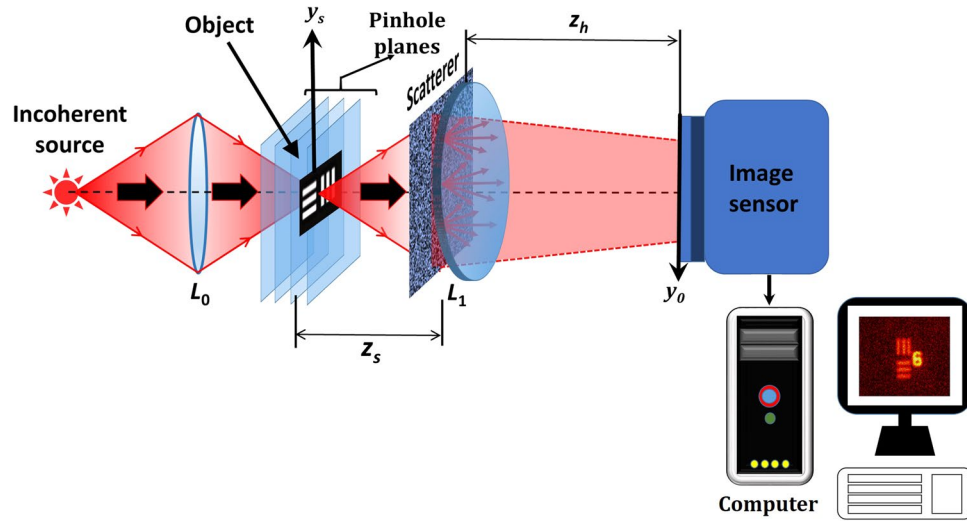 Object
y_s
Pinhole
planes
z_h
Scatterer
Incoherent
source
Image
sensor
L_0
L_1
y_0
z_s
6
Computer